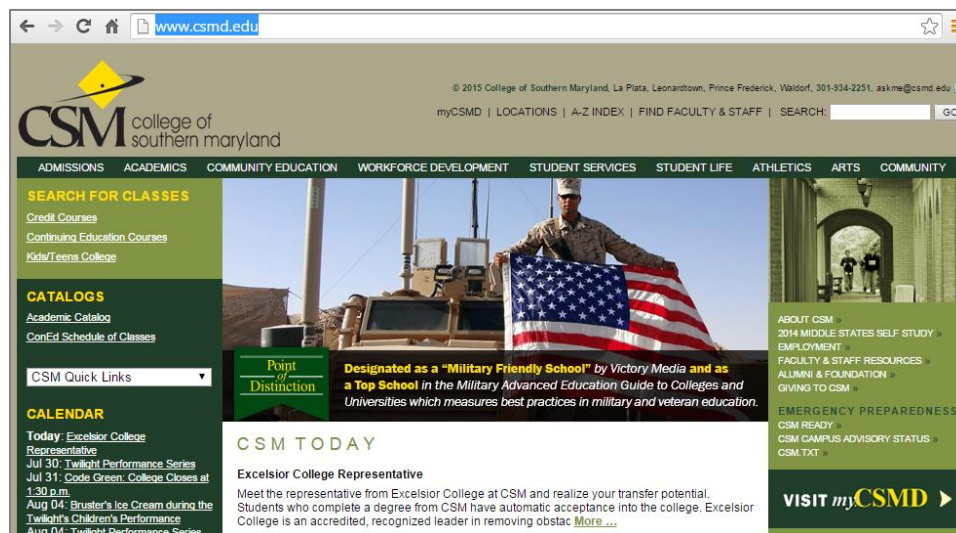 www.csmd.edu
© 2015 College of Southern Maryland, La Plata, Leonardtown, Prince Frederick, Waldorf, 301-934-2251, askme@csmd.edu
CSM college of
southern maryland
myCSMD | LOCATIONS | A-Z INDEX | FIND FACULTY & STAFF | SEARCH: GO
ADMISSIONS ACADEMICS COMMUNITY EDUCATION WORKFORCE DEVELOPMENT STUDENT SERVICES STUDENT LIFE ATHLETICS ARTS COMMUNITY
SEARCH FOR CLASSES
Credit Courses
Continuing Education Courses
Kids/Teens College
CATALOGS
Academic Catalog
ConEd Schedule of Classes
CSM Quick Links
CALENDAR
Today: Excelsior College
Representative
Jul 30: Twilight Performance Series
Jul 31: Code Green: College Closes at
1:30 p.m.
Aug 04: Bruster's Ice Cream during the
Twilight's Children's Performance
Aug 04: Twilight Performance Series
Point
of
Distinction
Designated as a “Military Friendly School” by Victory Media and as
a Top School in the Military Advanced Education Guide to Colleges and
Universities which measures best practices in military and veteran education.
CSM TODAY
Excelsior College Representative
Meet the representative from Excelsior College at CSM and realize your transfer potential.
Students who complete a degree from CSM have automatic acceptance into the college. Excelsior
College is an accredited, recognized leader in removing obstac More ...
ABOUT CSM »
2014 MIDDLE STATES SELF STUDY »
EMPLOYMENT »
FACULTY & STAFF RESOURCES »
ALUMNI & FOUNDATION »
GIVING TO CSM »
EMERGENCY PREPAREDNESS
CSM READY »
CSM CAMPUS ADVISORY STATUS »
CSM.TXT »
VISIT myCSMD